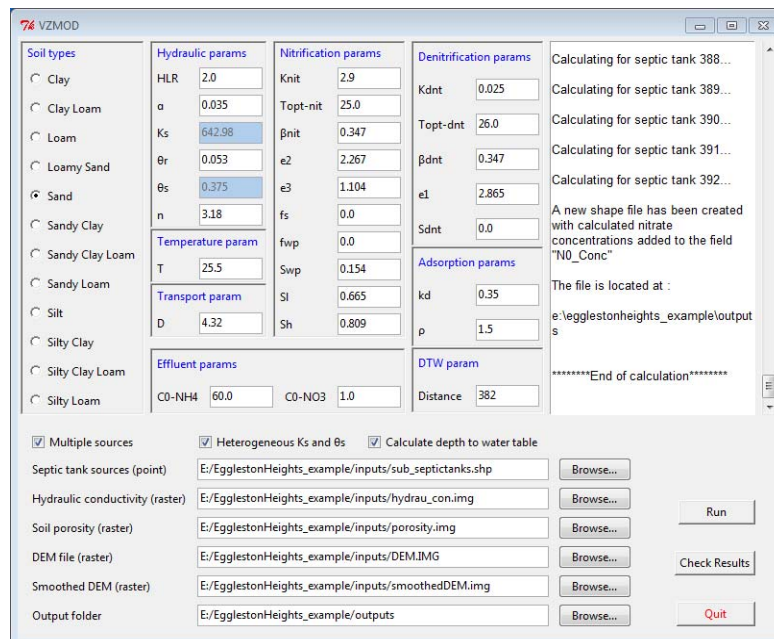 VZMOD
Soil types
Clay
Clay Loam
Loam
Loamy Sand
Sand
Sandy Clay
Sandy Clay Loam
Sandy Loam
Silt
Silty Clay
Silty Clay Loam
Silty Loam
Hydraulic params
HLR 2.0
α 0.035
Ks 642.98
θr 0.053
θs 0.375
n 3.18
Temperature param
T 25.5
Transport param
D 4.32
Nitrification params
Knit 2.9
Topt-nit 25.0
βnit 0.347
e2 2.267
e3 1.104
fs 0.0
fwp 0.0
Swp 0.154
Sl 0.665
Sh 0.809
Effluent params
C0-NH4 60.0 C0-NO3 1.0
Denitrification params
Kdnt 0.025
Topt-dnt 26.0
βdnt 0.347
e1 2.865
Sdnt 0.0
Adsorption params
kd 0.35
ρ 1.5
DTW param
Distance 382
Calculating for septic tank 388...
Calculating for septic tank 389...
Calculating for septic tank 390...
Calculating for septic tank 391...
Calculating for septic tank 392...
A new shape file has been created
with calculated nitrate
concentrations added to the field
"N0_Conc"
The file is located at :
e:\egglestonheights_example\output
s
********End of calculation********
Multiple sources Heterogeneous Ks and θs Calculate depth to water table
Septic tank sources (point) E:/EgglestonHeights_example/inputs/sub_septictanks.shp Browse...
Hydraulic conductivity (raster) E:/EgglestonHeights_example/inputs/hydrau_con.img Browse...
Soil porosity (raster) E:/EgglestonHeights_example/inputs/porosity.img Browse...
DEM file (raster) E:/EgglestonHeights_example/inputs/DEM.IMG Browse...
Smoothed DEM (raster) E:/EgglestonHeights_example/inputs/smoothedDEM.img Browse...
Output folder E:/EgglestonHeights_example/outputs Browse...
Run
Check Results
Quit